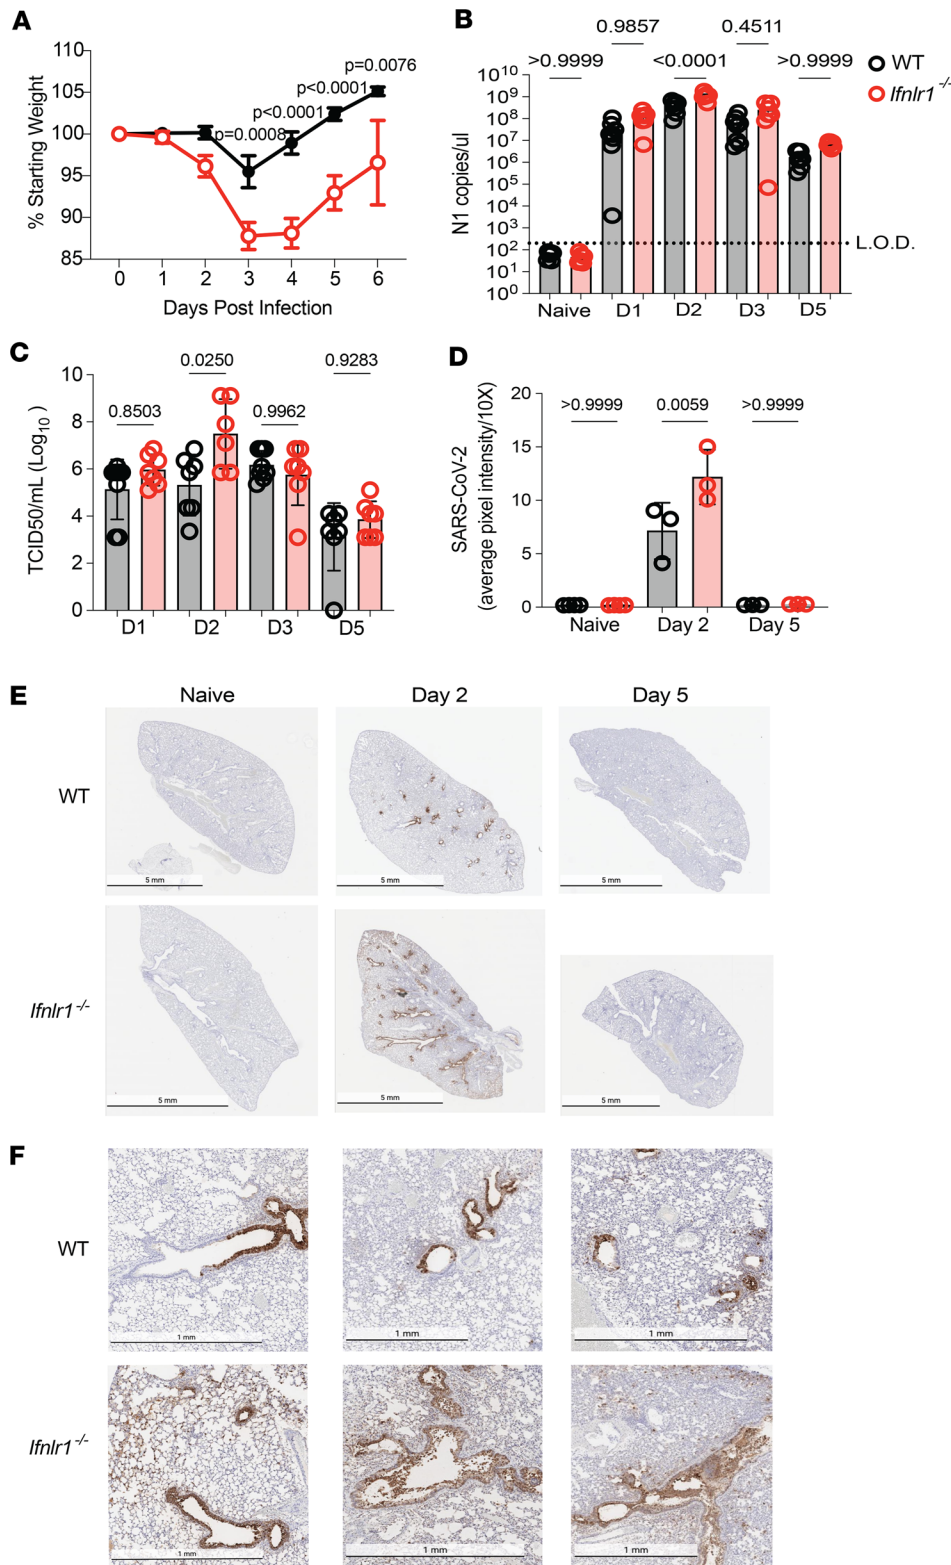 A
110
105
100
95
90
85
% Starting Weight
p=0.0008
p<0.0001
p<0.0001
p=0.0076
0 1 2 3 4 5 6
Days Post Infection
B
0.9857 0.4511
>0.9999 <0.0001 >0.9999
WT
Ifnlr1 -/-
10^10
10^9
10^8
10^7
10^6
10^5
10^4
10^3
10^2
10^1
10^0
N1 copies/ul
L.O.D.
Naive D1 D2 D3 D5
C
0.0250 0.9283
0.8503 0.9962
10
8
6
4
2
0
TCID50/mL (Log10)
D1 D2 D3 D5
D
>0.9999 0.0059 >0.9999
20
15
10
5
0
SARS-CoV-2
(average pixel intensity/10X)
Naive Day 2 Day 5
E
Naive Day 2 Day 5
WT
5 mm 5 mm 5 mm
Ifnlr1 -/-
5 mm 5 mm 5 mm
F
WT
1 mm 1 mm 1 mm
Ifnlr1 -/-
1 mm 1 mm 1 mm